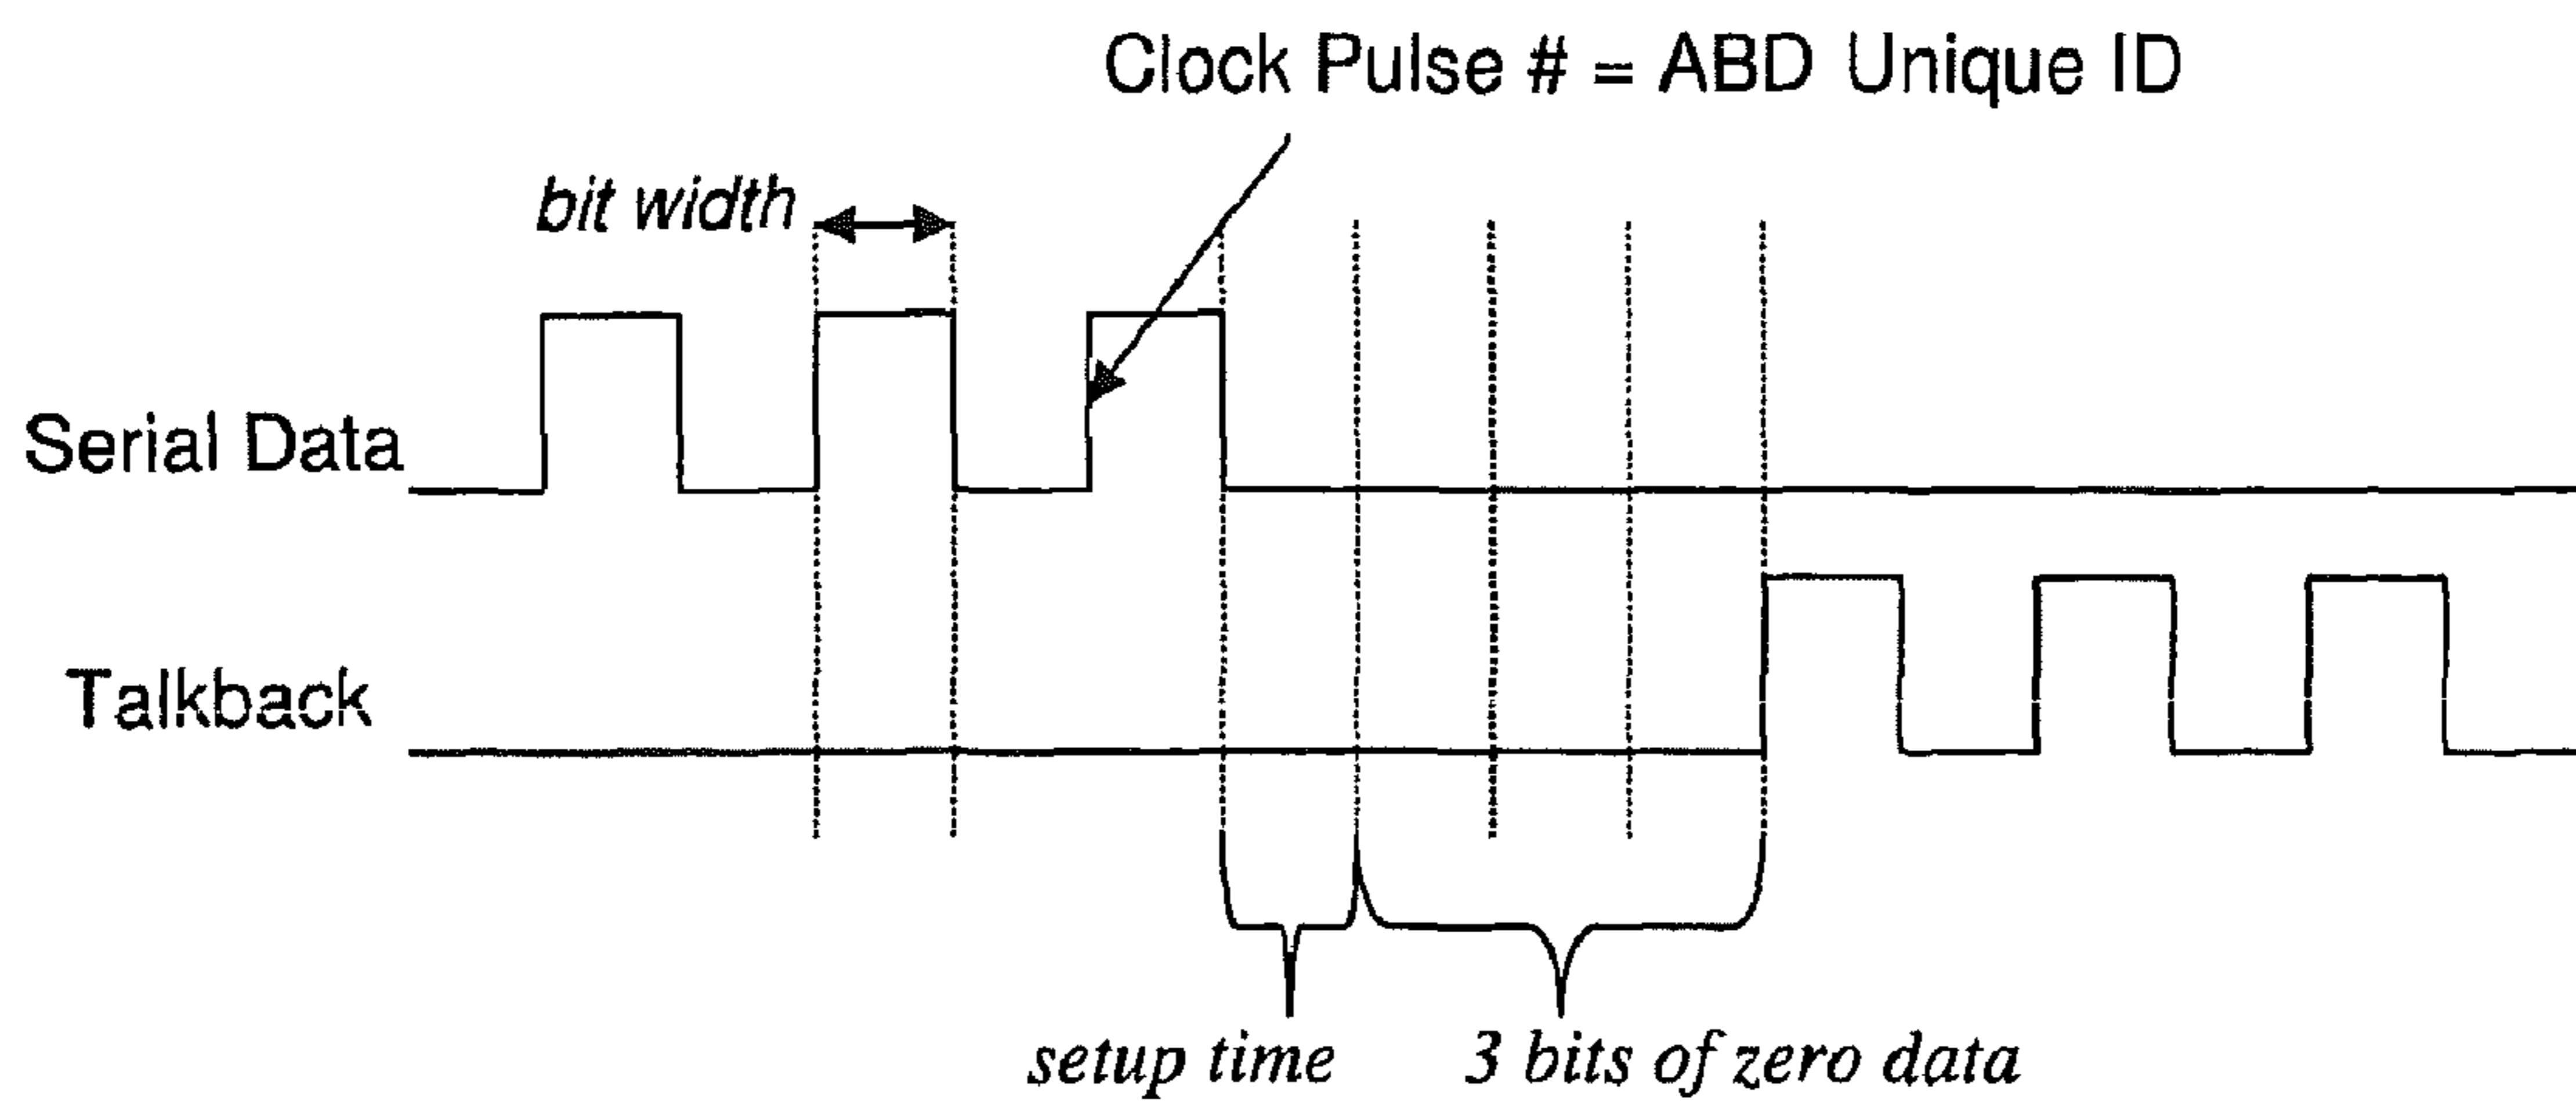 Clock Pulse # = ABD Unique ID
bit width
Serial Data
Talkback
setup time
3 bits of zero data